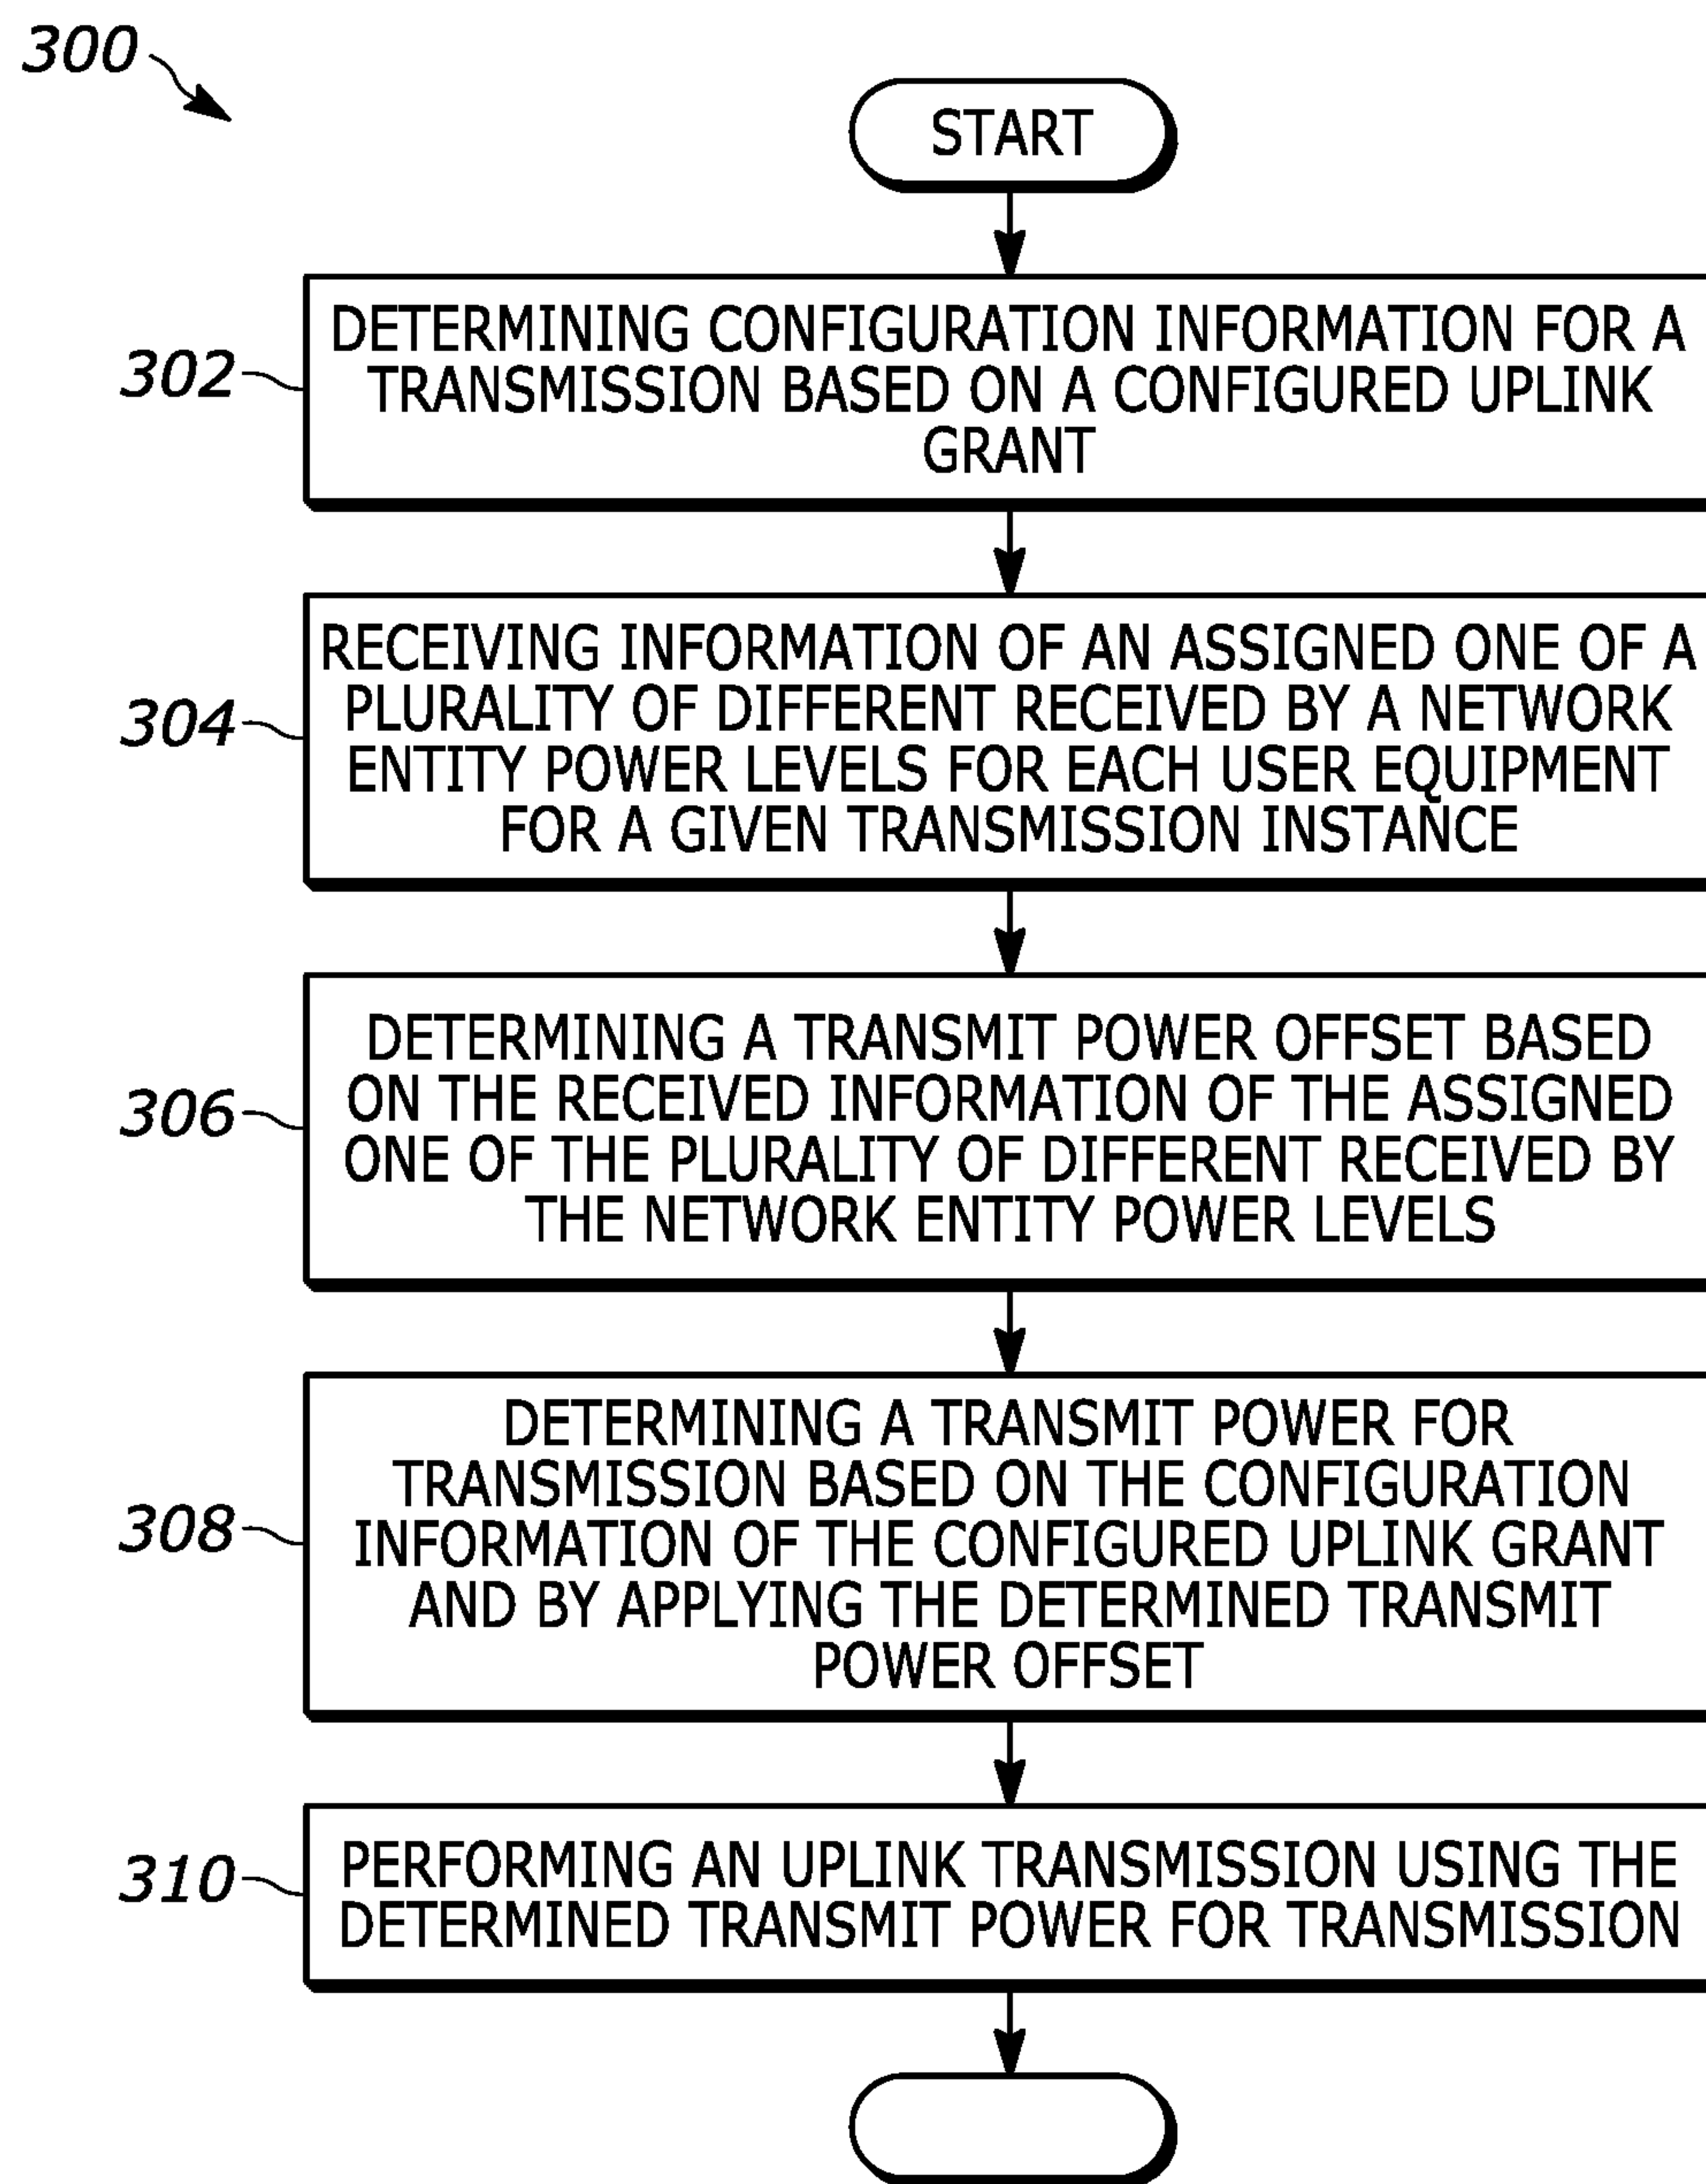 300
START
302
DETERMINING CONFIGURATION INFORMATION FOR A
TRANSMISSION BASED ON A CONFIGURED UPLINK
GRANT
304
RECEIVING INFORMATION OF AN ASSIGNED ONE OF A
PLURALITY OF DIFFERENT RECEIVED BY A NETWORK
ENTITY POWER LEVELS FOR EACH USER EQUIPMENT
FOR A GIVEN TRANSMISSION INSTANCE
306
DETERMINING A TRANSMIT POWER OFFSET BASED
ON THE RECEIVED INFORMATION OF THE ASSIGNED
ONE OF THE PLURALITY OF DIFFERENT RECEIVED BY
THE NETWORK ENTITY POWER LEVELS
308
DETERMINING A TRANSMIT POWER FOR
TRANSMISSION BASED ON THE CONFIGURATION
INFORMATION OF THE CONFIGURED UPLINK GRANT
AND BY APPLYING THE DETERMINED TRANSMIT
POWER OFFSET
310
PERFORMING AN UPLINK TRANSMISSION USING THE
DETERMINED TRANSMIT POWER FOR TRANSMISSION